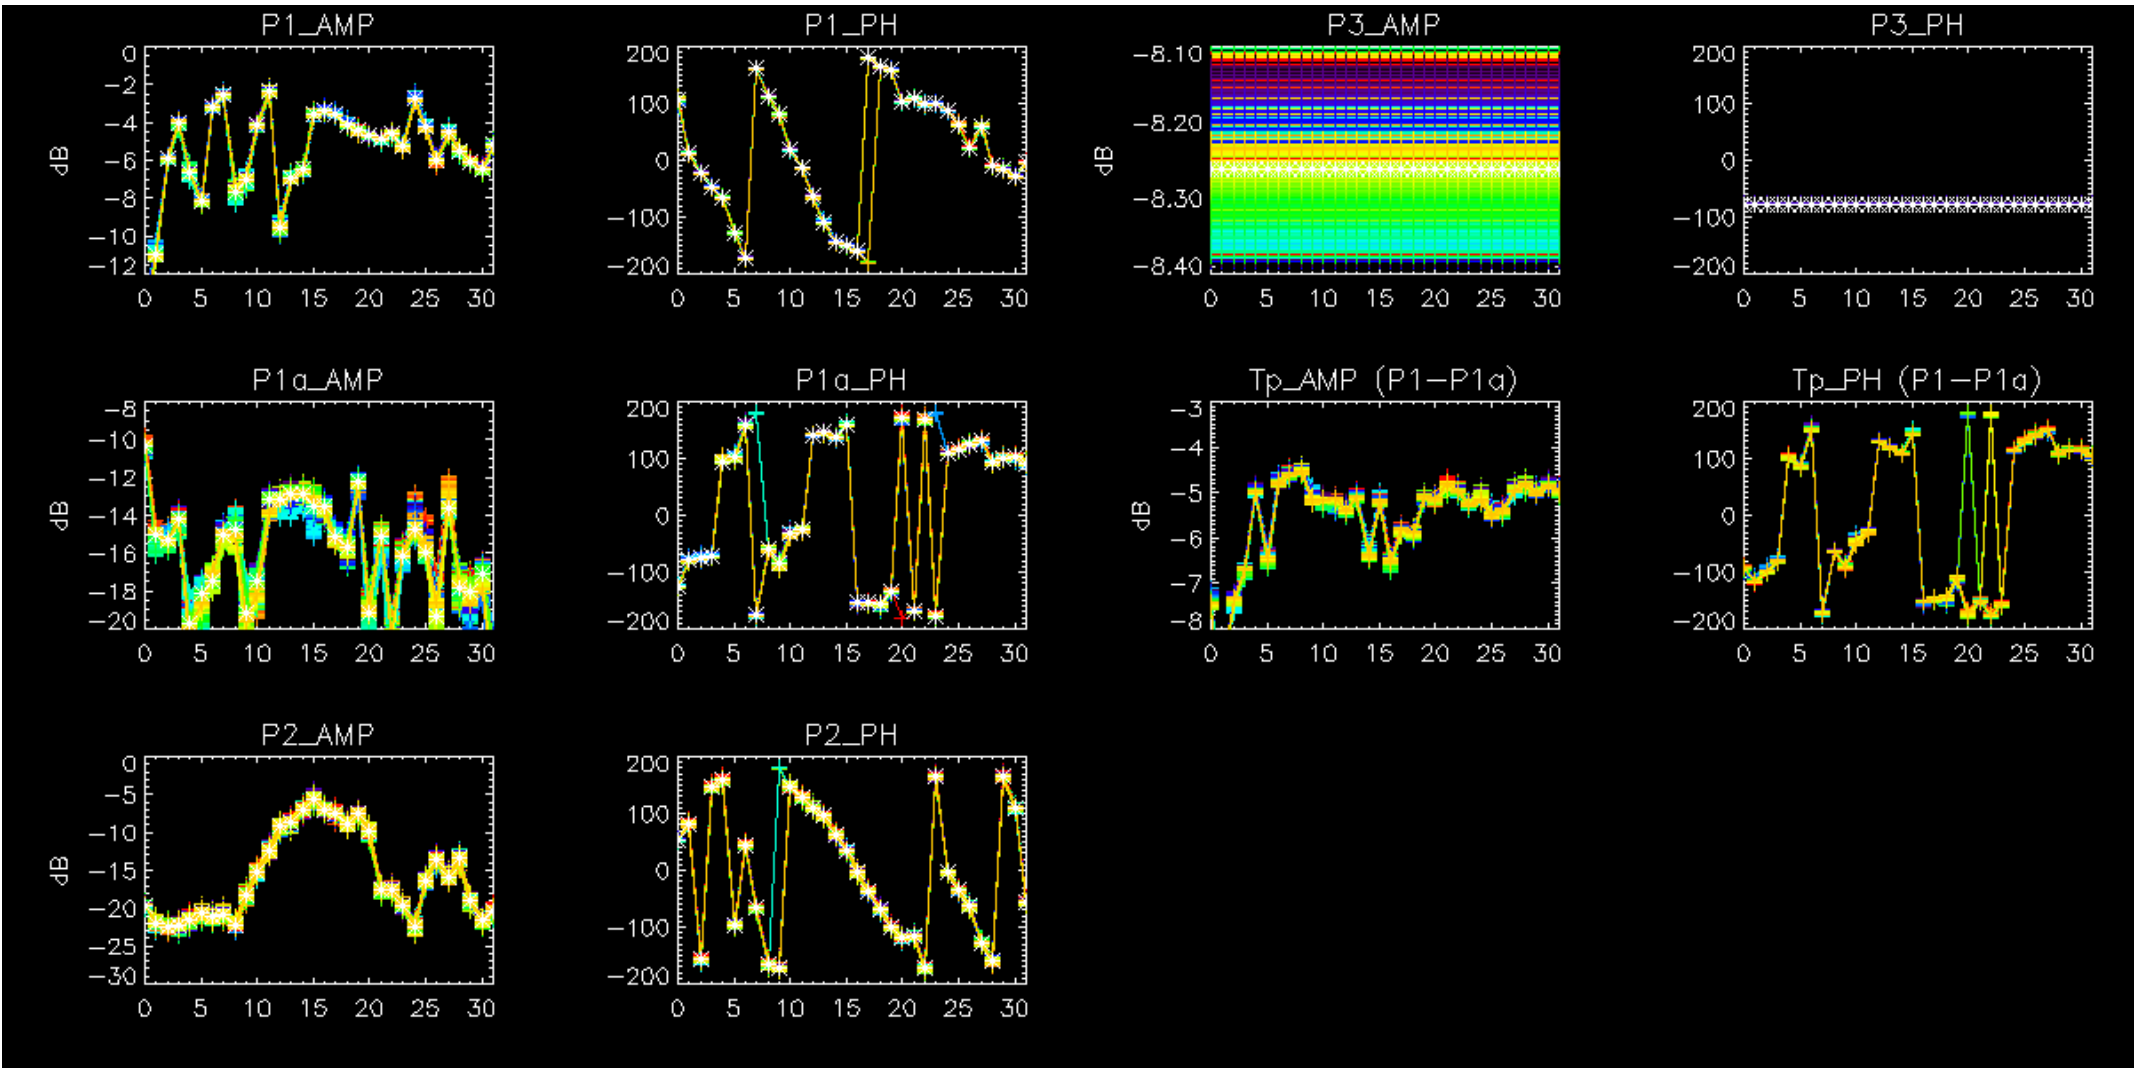 P1_AMP
dB
0
−2
−4
−6
−8
−10
−12
0 5 10 15 20 25 30
P1_PH
200
100
0
−100
−200
0 5 10 15 20 25 30
P3_AMP
dB
−8.10
−8.20
−8.30
−8.40
0 5 10 15 20 25 30
P3_PH
200
100
0
−100
−200
0 5 10 15 20 25 30
P1a_AMP
dB
−8
−10
−12
−14
−16
−18
−20
0 5 10 15 20 25 30
P1a_PH
200
100
0
−100
−200
0 5 10 15 20 25 30
Tp_AMP (P1−P1a)
dB
−3
−4
−5
−6
−7
−8
0 5 10 15 20 25 30
Tp_PH (P1−P1a)
200
100
0
−100
−200
0 5 10 15 20 25 30
P2_AMP
dB
0
−5
−10
−15
−20
−25
−30
0 5 10 15 20 25 30
P2_PH
200
100
0
−100
−200
0 5 10 15 20 25 30